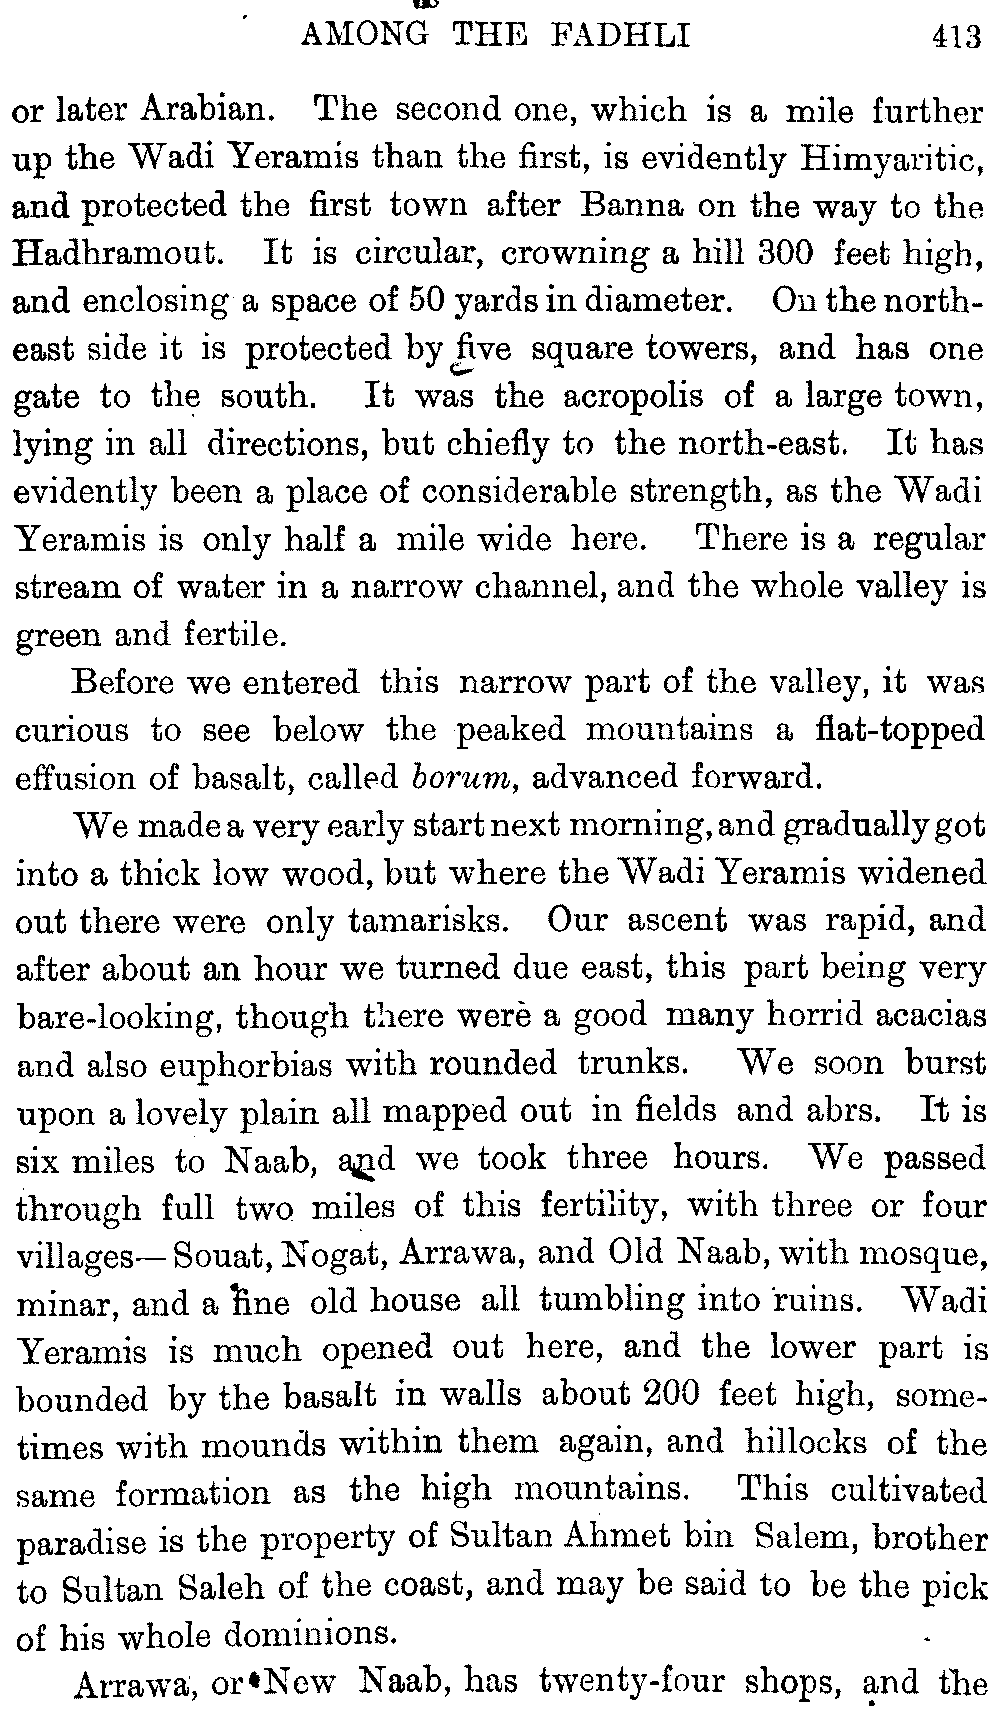 AMONG THE FADHLI 413
or later Arabian. The second one, which is a mile further
up the Wadi Yeramis than the first, is evidently Himyaritic,
and protected the first town after Banna on the way to the
Hadhramout. It is circular, crowning a hill 300 feet high,
and enclosing a space of 50 yards in diameter. On the north-
east side it is protected by five square towers, and has one
gate to the south. It was the acropolis of a large town,
lying in all directions, but chiefly to the north-east. It has
evidently been a place of considerable strength, as the Wadi
Yeramis is only half a mile wide here. There is a regular
stream of water in a narrow channel, and the whole valley is
green and fertile.
Before we entered this narrow part of the valley, it was
curious to see below the peaked mountains a flat-topped
effusion of basalt, called borum, advanced forward.
We made a very early start next morning, and gradually got
into a thick low wood, but where the Wadi Yeramis widened
out there were only tamarisks. Our ascent was rapid, and
after about an hour we turned due east, this part being very
bare-looking, though there were a good many horrid acacias
and also euphorbias with rounded trunks. We soon burst
upon a lovely plain all mapped out in fields and abrs. It is
six miles to Naab, and we took three hours. We passed
through full two miles of this fertility, with three or four
villages—Souat, Nogat, Arrawa, and Old Naab, with mosque,
minar, and a fine old house all tumbling into ruins. Wadi
Yeramis is much opened out here, and the lower part is
bounded by the basalt in walls about 200 feet high, some-
times with mounds within them again, and hillocks of the
same formation as the high mountains. This cultivated
paradise is the property of Sultan Ahmet bin Salem, brother
to Sultan Saleh of the coast, and may be said to be the pick
of his whole dominions.
Arrawa, or New Naab, has twenty-four shops, and the